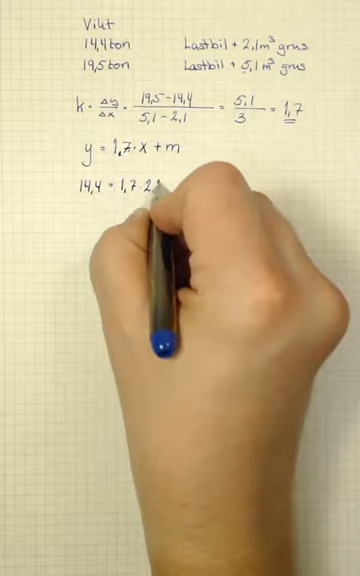 Vikt
14,4 ton Lastbil + 2,1 m³ grus
19,5 ton Lastbil + 5,1 m³ grus
k = Δy/Δx = (19,5-14,4)/(5,1-2,1) = 5,1/3 = 1,7
y = 1,7·x + m
14,4 = 1,7·2,1